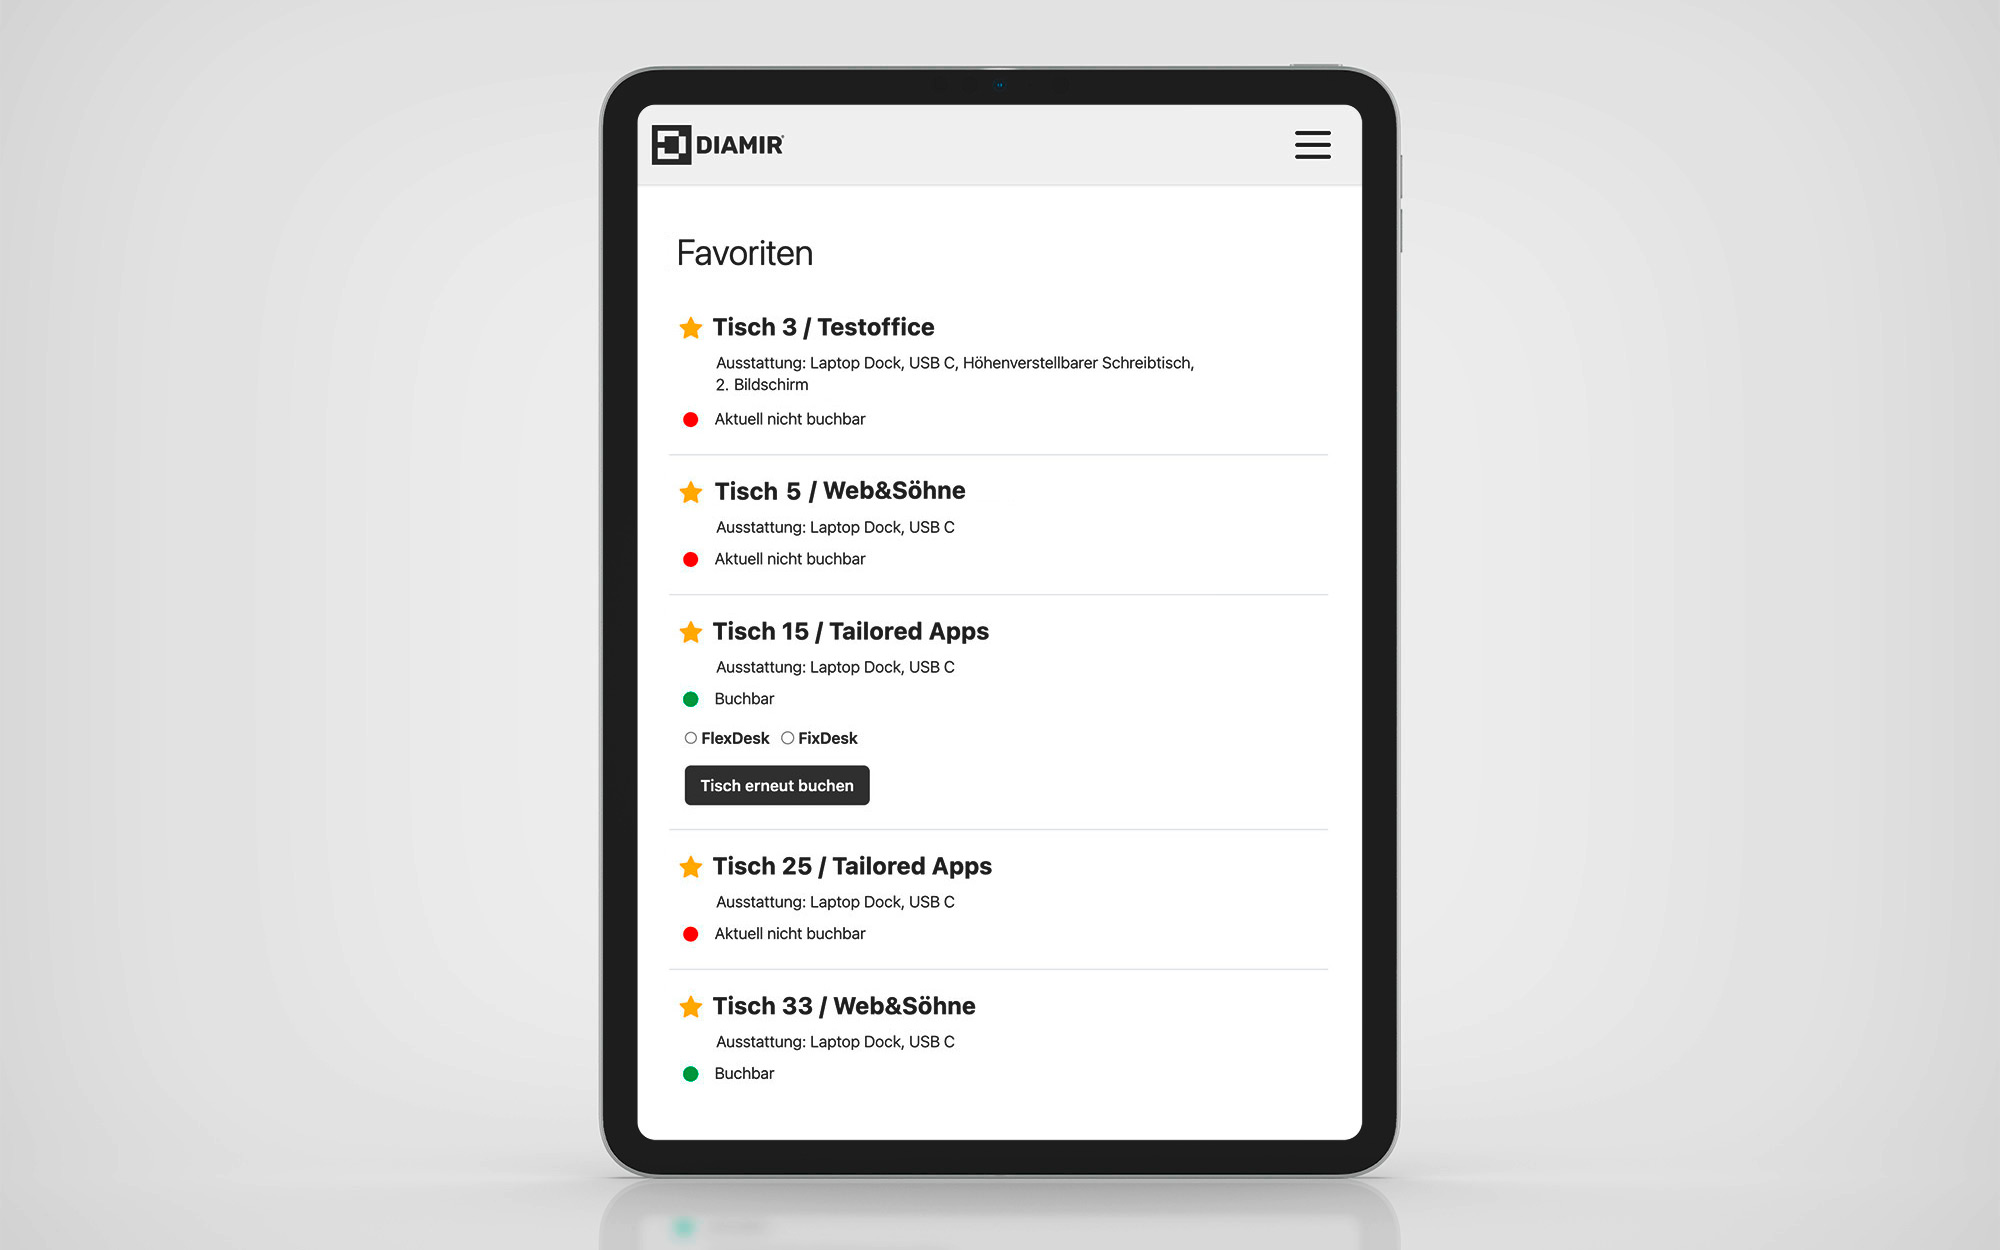 DIAMIR
Favoriten
Tisch 3 / Testoffice
Ausstattung: Laptop Dock, USB C, Höhenverstellbarer Schreibtisch,
2. Bildschirm
Aktuell nicht buchbar
Tisch 5 / Web&Söhne
Ausstattung: Laptop Dock, USB C
Aktuell nicht buchbar
Tisch 15 / Tailored Apps
Ausstattung: Laptop Dock, USB C
Buchbar
FlexDesk FixDesk
Tisch erneut buchen
Tisch 25 / Tailored Apps
Ausstattung: Laptop Dock, USB C
Aktuell nicht buchbar
Tisch 33 / Web&Söhne
Ausstattung: Laptop Dock, USB C
Buchbar